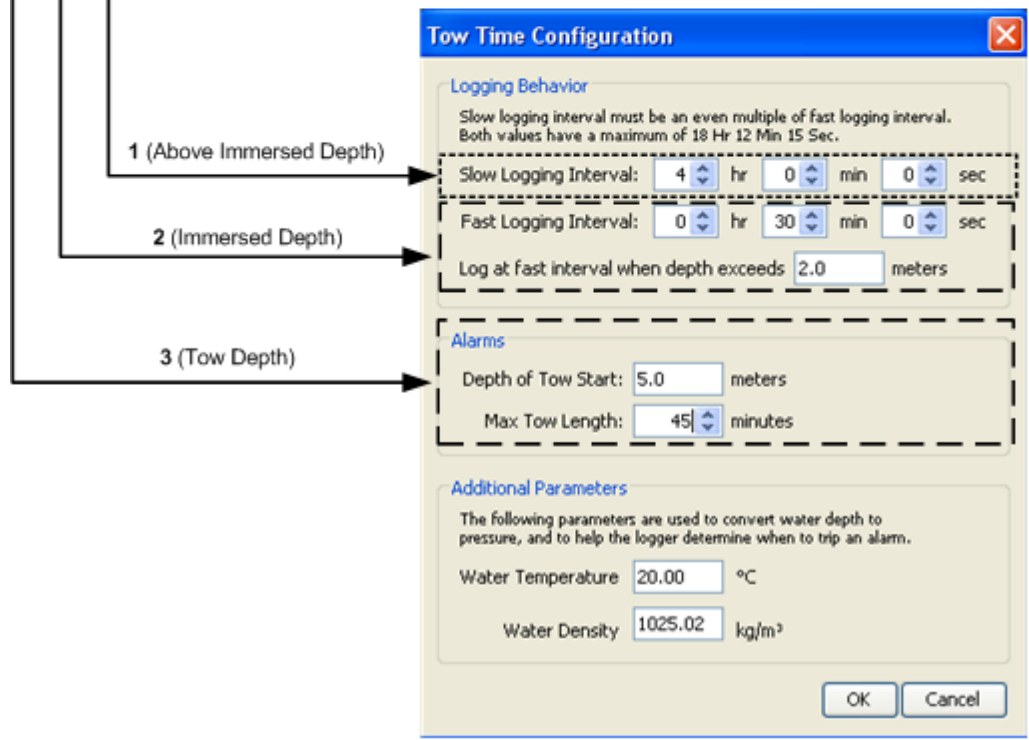 Tow Time Configuration
Logging Behavior
Slow logging interval must be an even multiple of fast logging interval.
Both values have a maximum of 18 Hr 12 Min 15 Sec.
1 (Above Immersed Depth)
Slow Logging Interval: 4 hr 0 min 0 sec
Fast Logging Interval: 0 hr 30 min 0 sec
2 (Immersed Depth)
Log at fast interval when depth exceeds 2.0 meters
Alarms
3 (Tow Depth)
Depth of Tow Start: 5.0 meters
Max Tow Length: 45 minutes
Additional Parameters
The following parameters are used to convert water depth to
pressure, and to help the logger determine when to trip an alarm.
Water Temperature 20.00 °C
Water Density 1025.02 kg/m³
OK Cancel